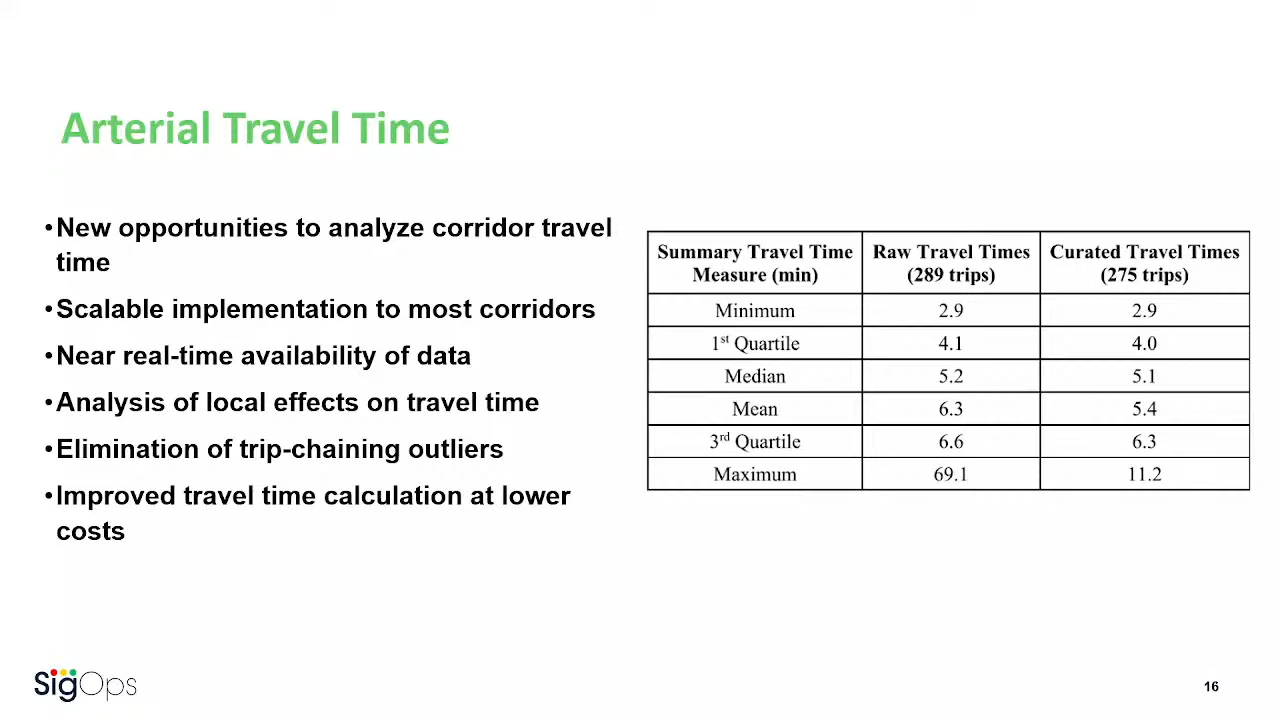 Arterial Travel Time
•New opportunities to analyze corridor travel
time
•Scalable implementation to most corridors
•Near real-time availability of data
•Analysis of local effects on travel time
•Elimination of trip-chaining outliers
•Improved travel time calculation at lower
costs
Summary Travel Time Measure (min) Raw Travel Times (289 trips) Curated Travel Times (275 trips)
Minimum 2.9 2.9
1st Quartile 4.1 4.0
Median 5.2 5.1
Mean 6.3 5.4
3rd Quartile 6.6 6.3
Maximum 69.1 11.2
SigOps
16